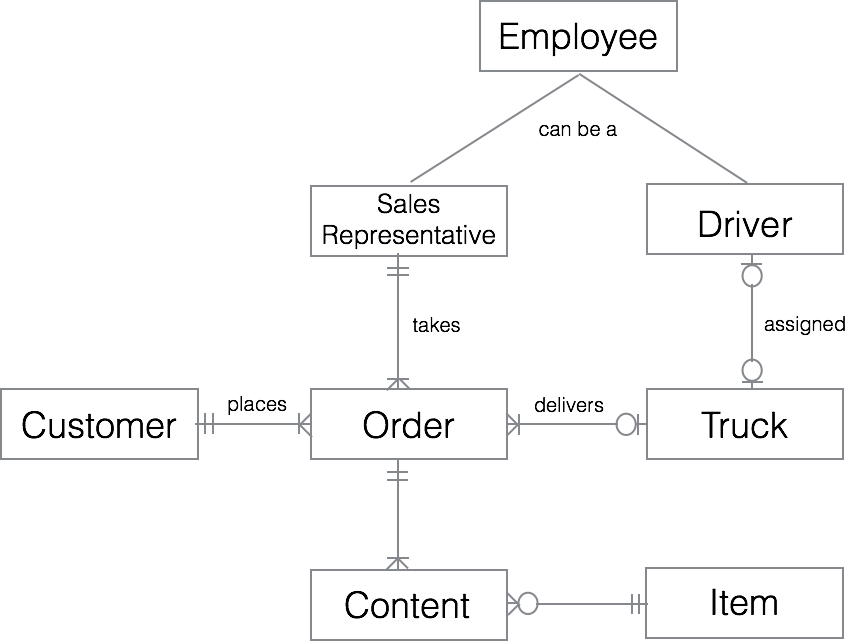 Employee
can be a
Sales
Representative
Driver
takes
assigned
Customer
places
Order
delivers
Truck
Content
Item